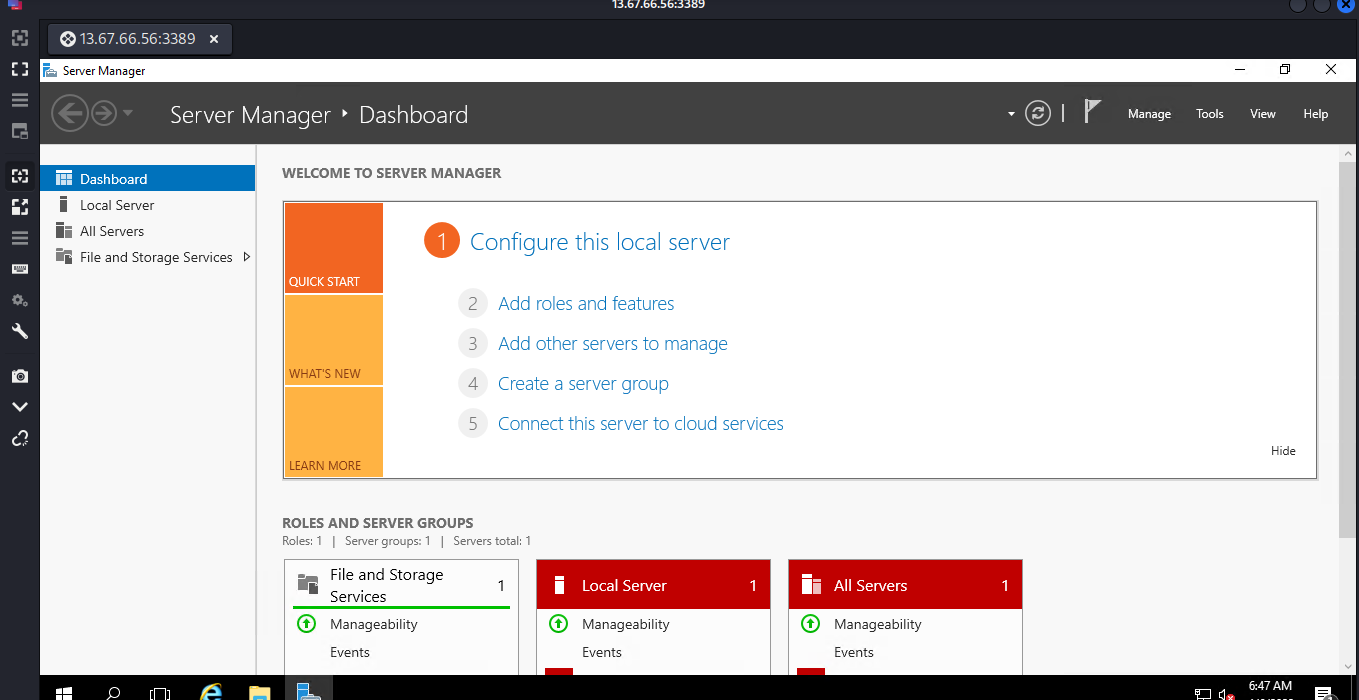 13.67.66.56:3389
13.67.66.56:3389
Server Manager
Server Manager Dashboard
Manage Tools View Help
Dashboard
Local Server
All Servers
File and Storage Services
WELCOME TO SERVER MANAGER
QUICK START
WHAT'S NEW
LEARN MORE
1 Configure this local server
2 Add roles and features
3 Add other servers to manage
4 Create a server group
5 Connect this server to cloud services
Hide
ROLES AND SERVER GROUPS
Roles: 1 | Server groups: 1 | Servers total: 1
File and Storage
Services
1
Manageability
Events
Local Server 1
Manageability
Events
All Servers 1
Manageability
Events
6:47 AM